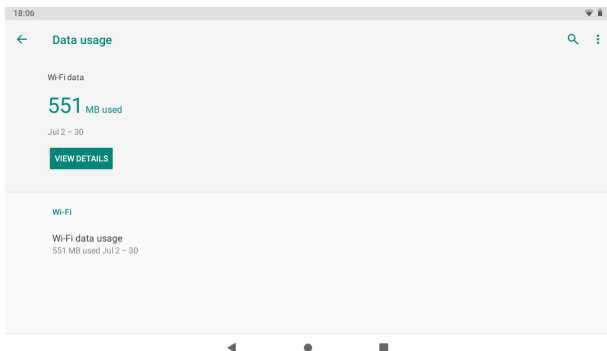 18:06
Data usage
Wi-Fi data
551 MB used
Jul 2 – 30
VIEW DETAILS
Wi-Fi
Wi-Fi data usage
551 MB used Jul 2 – 30